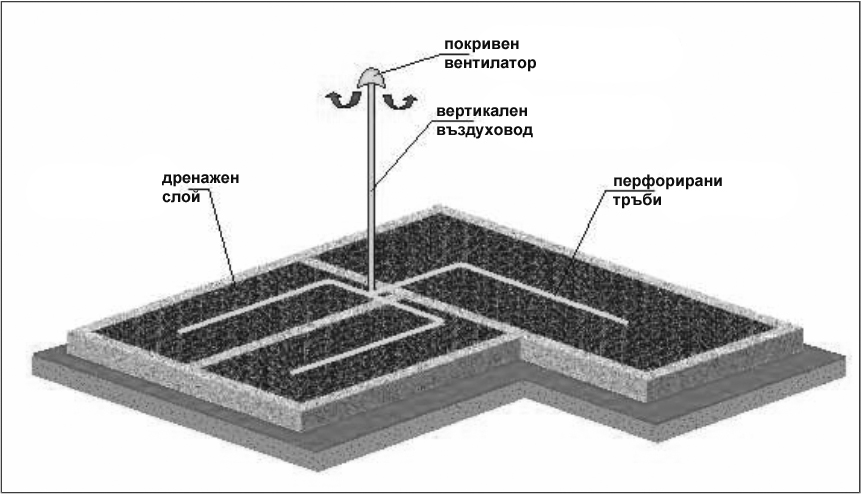 покривен
вентилатор
вертикален
въздуховод
дренажен
слой
перфорирани
тръби